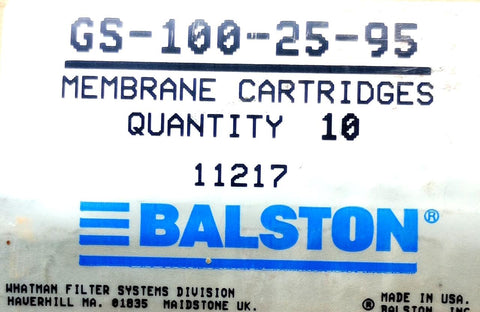 GS-100-25-95
MEMBRANE CARTRIDGES
QUANTITY 10
11217
BALSTON®
WHATMAN FILTER SYSTEMS DIVISION
HAVERHILL MA. 01835 MAIDSTONE UK.
® MADE IN USA.
BALSTON, INC